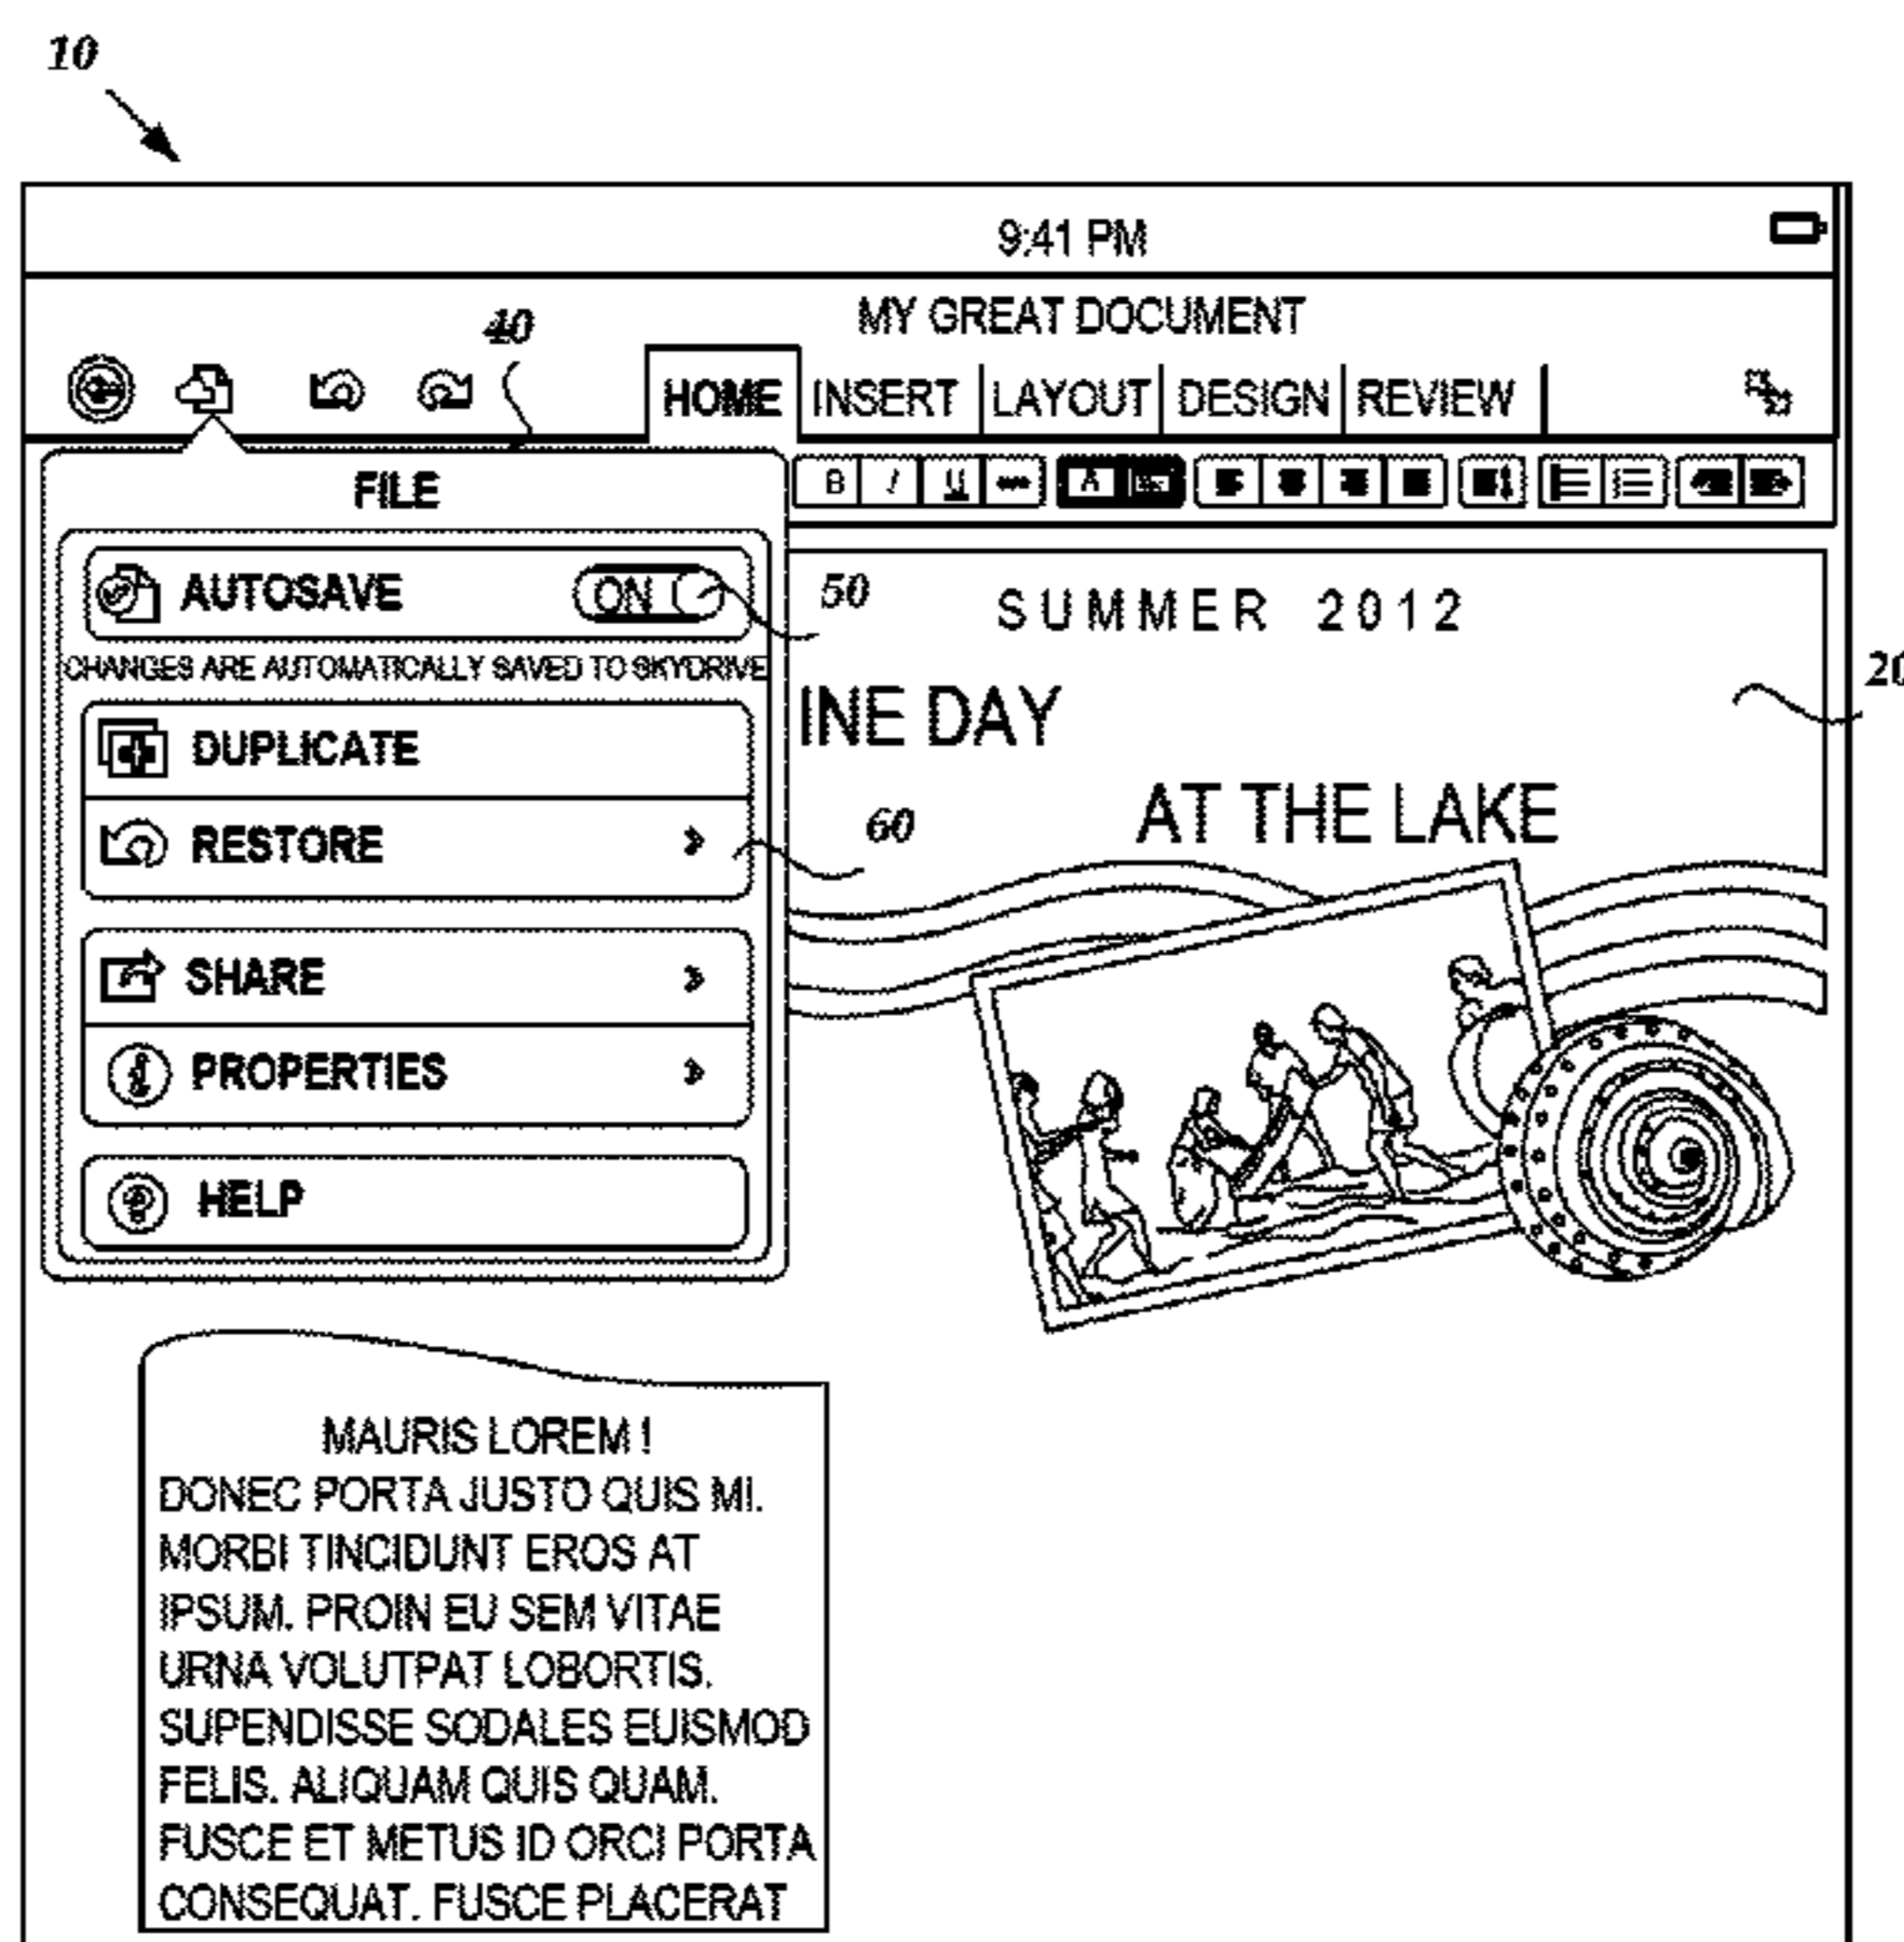 10
9:41 PM
MY GREAT DOCUMENT
40
HOME INSERT LAYOUT DESIGN REVIEW
FILE
B I U A
AUTOSAVE ON
50
SUMMER 2012
CHANGES ARE AUTOMATICALLY SAVED TO SKYDRIVE
20
INE DAY
DUPLICATE
AT THE LAKE
60
RESTORE
SHARE
PROPERTIES
HELP
MAURIS LOREM !
DONEC PORTA JUSTO QUIS MI.
MORBI TINCIDUNT EROS AT
IPSUM. PROIN EU SEM VITAE
URNA VOLUTPAT LOBORTIS.
SUPENDISSE SODALES EUISMOD
FELIS. ALIQUAM QUIS QUAM.
FUSCE ET METUS ID ORCI PORTA
CONSEQUAT. FUSCE PLACERAT